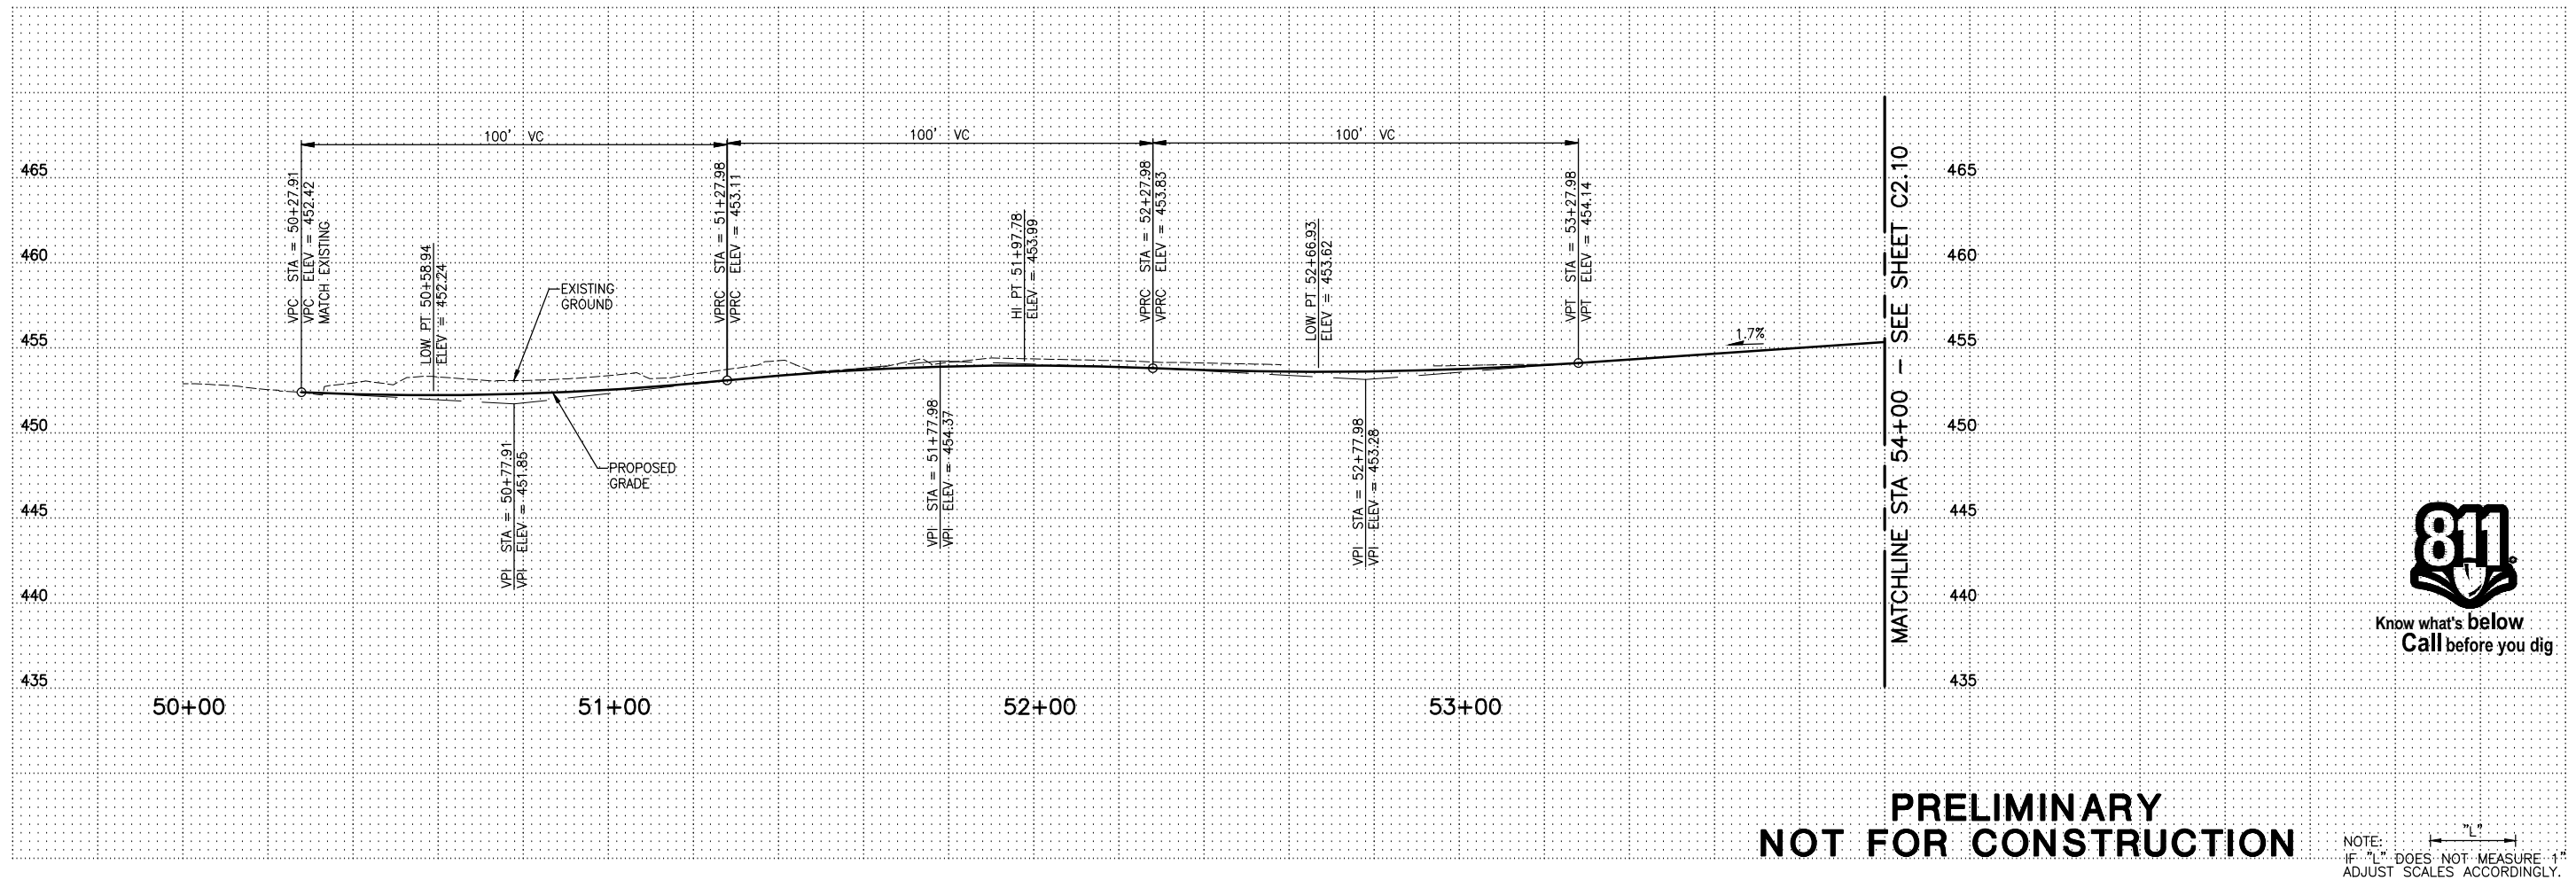 100' VC
100' VC
100' VC
465
460
455
450
445
440
435
VPC STA = 50+27.91
VPC ELEV = 452.42
MATCH EXISTING
LOW PT 50+58.94
ELEV = 452.24
EXISTING
GROUND
VPI STA = 50+77.91
VPI ELEV = 451.85
PROPOSED
GRADE
VPRC STA = 51+27.98
VPRC ELEV = 453.11
VPI STA = 51+77.98
VPI ELEV = 454.37
HI PT 51+97.78
ELEV = 453.99
VPRC STA = 52+27.98
VPRC ELEV = 453.83
LOW PT 52+66.93
ELEV = 453.62
VPI STA = 52+77.98
VPI ELEV = 453.28
VPT STA = 53+27.98
VPT ELEV = 454.14
1.7%
MATCHLINE STA 54+00 – SEE SHEET C2.10
465
460
455
450
445
440
435
50+00
51+00
52+00
53+00
811
Know what's below
Call before you dig
PRELIMINARY
NOT FOR CONSTRUCTION
"L"
NOTE:
IF "L" DOES NOT MEASURE 1"
ADJUST SCALES ACCORDINGLY.